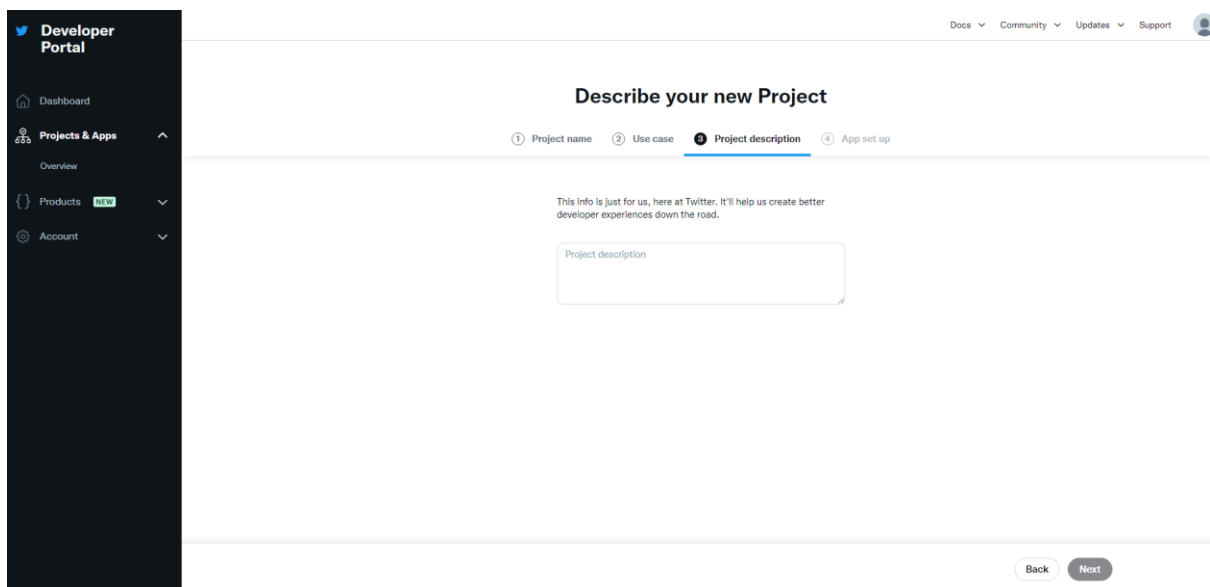 Developer
Portal
Docs
Community
Updates
Support
Dashboard
Projects & Apps
Overview
Products NEW
Account
Describe your new Project
1 Project name 2 Use case 3 Project description 4 App set up
This info is just for us, here at Twitter. It'll help us create better
developer experiences down the road.
Project description
Back Next